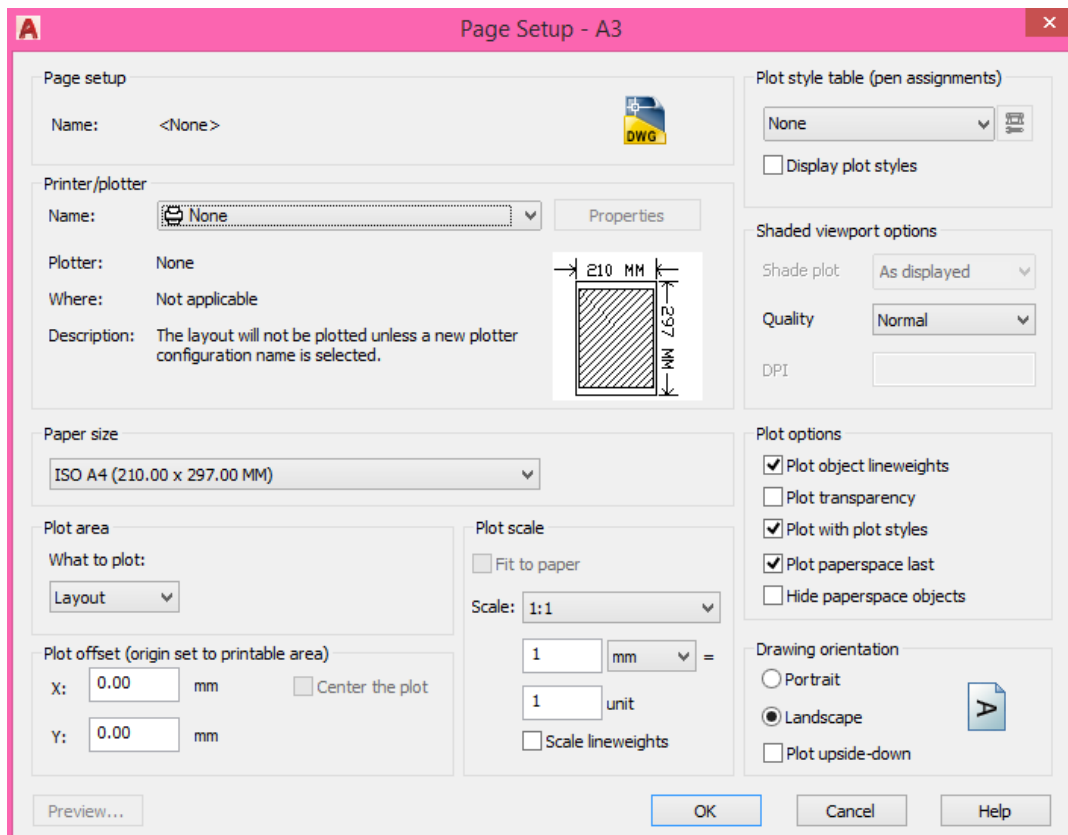 Page Setup - A3
Page setup
Name: <None>
DWG
Printer/plotter
Name: None
Properties
Plotter: None
Where: Not applicable
Description: The layout will not be plotted unless a new plotter
configuration name is selected.
210 MM
297 MM
Paper size
ISO A4 (210.00 x 297.00 MM)
Plot area
What to plot:
Layout
Plot offset (origin set to printable area)
X: 0.00 mm
Center the plot
Y: 0.00 mm
Plot scale
Fit to paper
Scale: 1:1
1 mm =
1 unit
Scale lineweights
Plot style table (pen assignments)
None
Display plot styles
Shaded viewport options
Shade plot As displayed
Quality Normal
DPI
Plot options
Plot object lineweights
Plot transparency
Plot with plot styles
Plot paperspace last
Hide paperspace objects
Drawing orientation
Portrait
Landscape
A
Plot upside-down
Preview...
OK
Cancel
Help